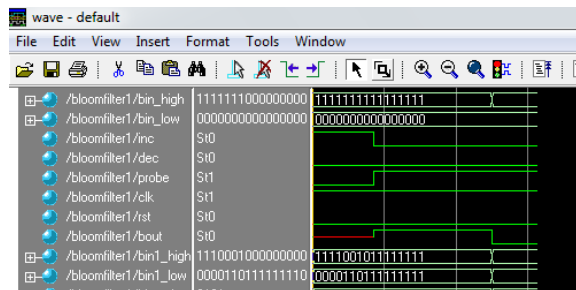 wave - default
File Edit View Insert Format Tools Window
/bloomfilter1/bin_high 1111111000000000 1111111111111111
/bloomfilter1/bin_low 0000000000000000 0000000000000000
/bloomfilter1/inc St0
/bloomfilter1/dec St0
/bloomfilter1/probe St1
/bloomfilter1/clk St1
/bloomfilter1/rst St0
/bloomfilter1/bout St0
/bloomfilter1/bin1_high 1110001000000000 1111001011111111
/bloomfilter1/bin1_low 0000110111111110 0000110111111111